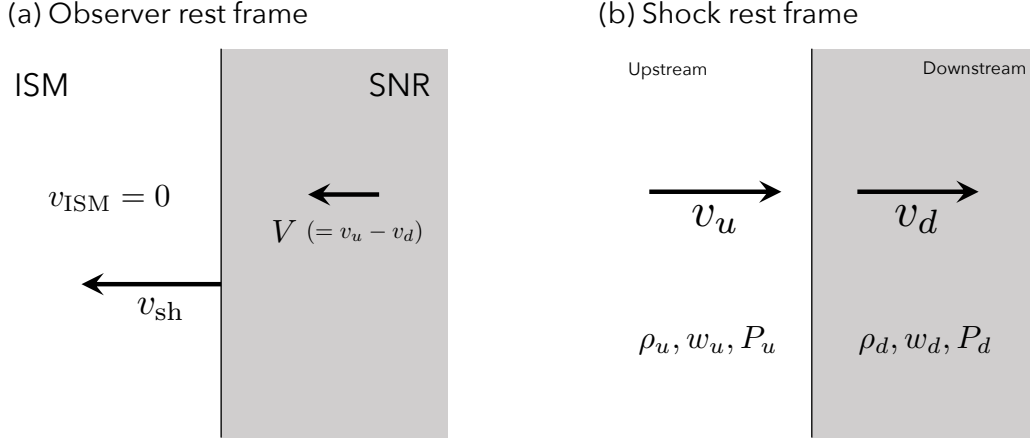 (a) Observer rest frame
ISM
SNR
v_ISM = 0
V (= v_u − v_d)
v_sh
(b) Shock rest frame
Upstream
Downstream
v_u
v_d
ρ_u, w_u, P_u
ρ_d, w_d, P_d